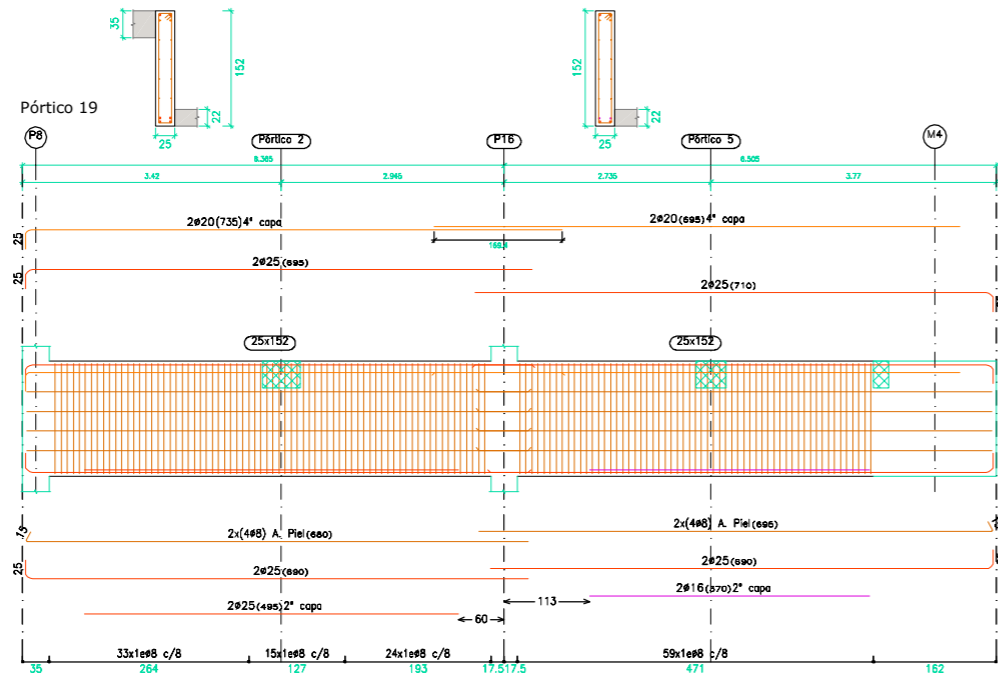 35
152
22
25
152
22
25
Pórtico 19
P8
Pórtico 2
P16
Pórtico 5
M4
6.365
6.505
3.42
2.945
2.735
3.77
2ø20(735)4ª capa
2ø20(695)4ª capa
25
2ø25(695)
25
2ø25(710)
25x152
25x152
15
2x(4ø8) A. Piel(680)
2x(4ø8) A. Piel(695)
25
2ø25(690)
2ø25(690)
2ø25(495)2ª capa
60
113
2ø16(370)2ª capa
33x1eø8 c/8
15x1eø8 c/8
24x1eø8 c/8
59x1eø8 c/8
35
264
127
193
17.5
17.5
471
162